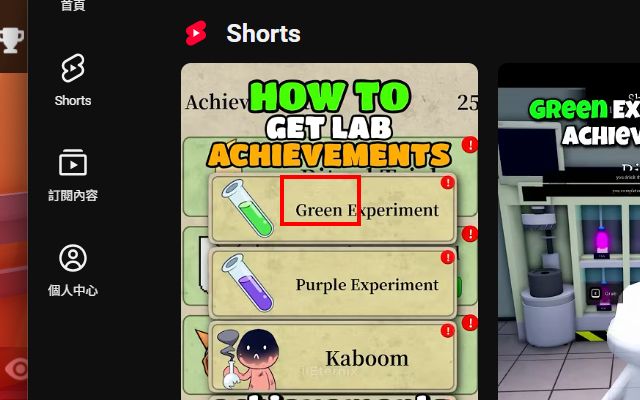 首頁
Shorts
訂閱內容
個人中心
Shorts
HOW TO
GET LAB
ACHIEVEMENTS
Green Experiment
Purple Experiment
Kaboom
25
GREEN EX
ACHIEV